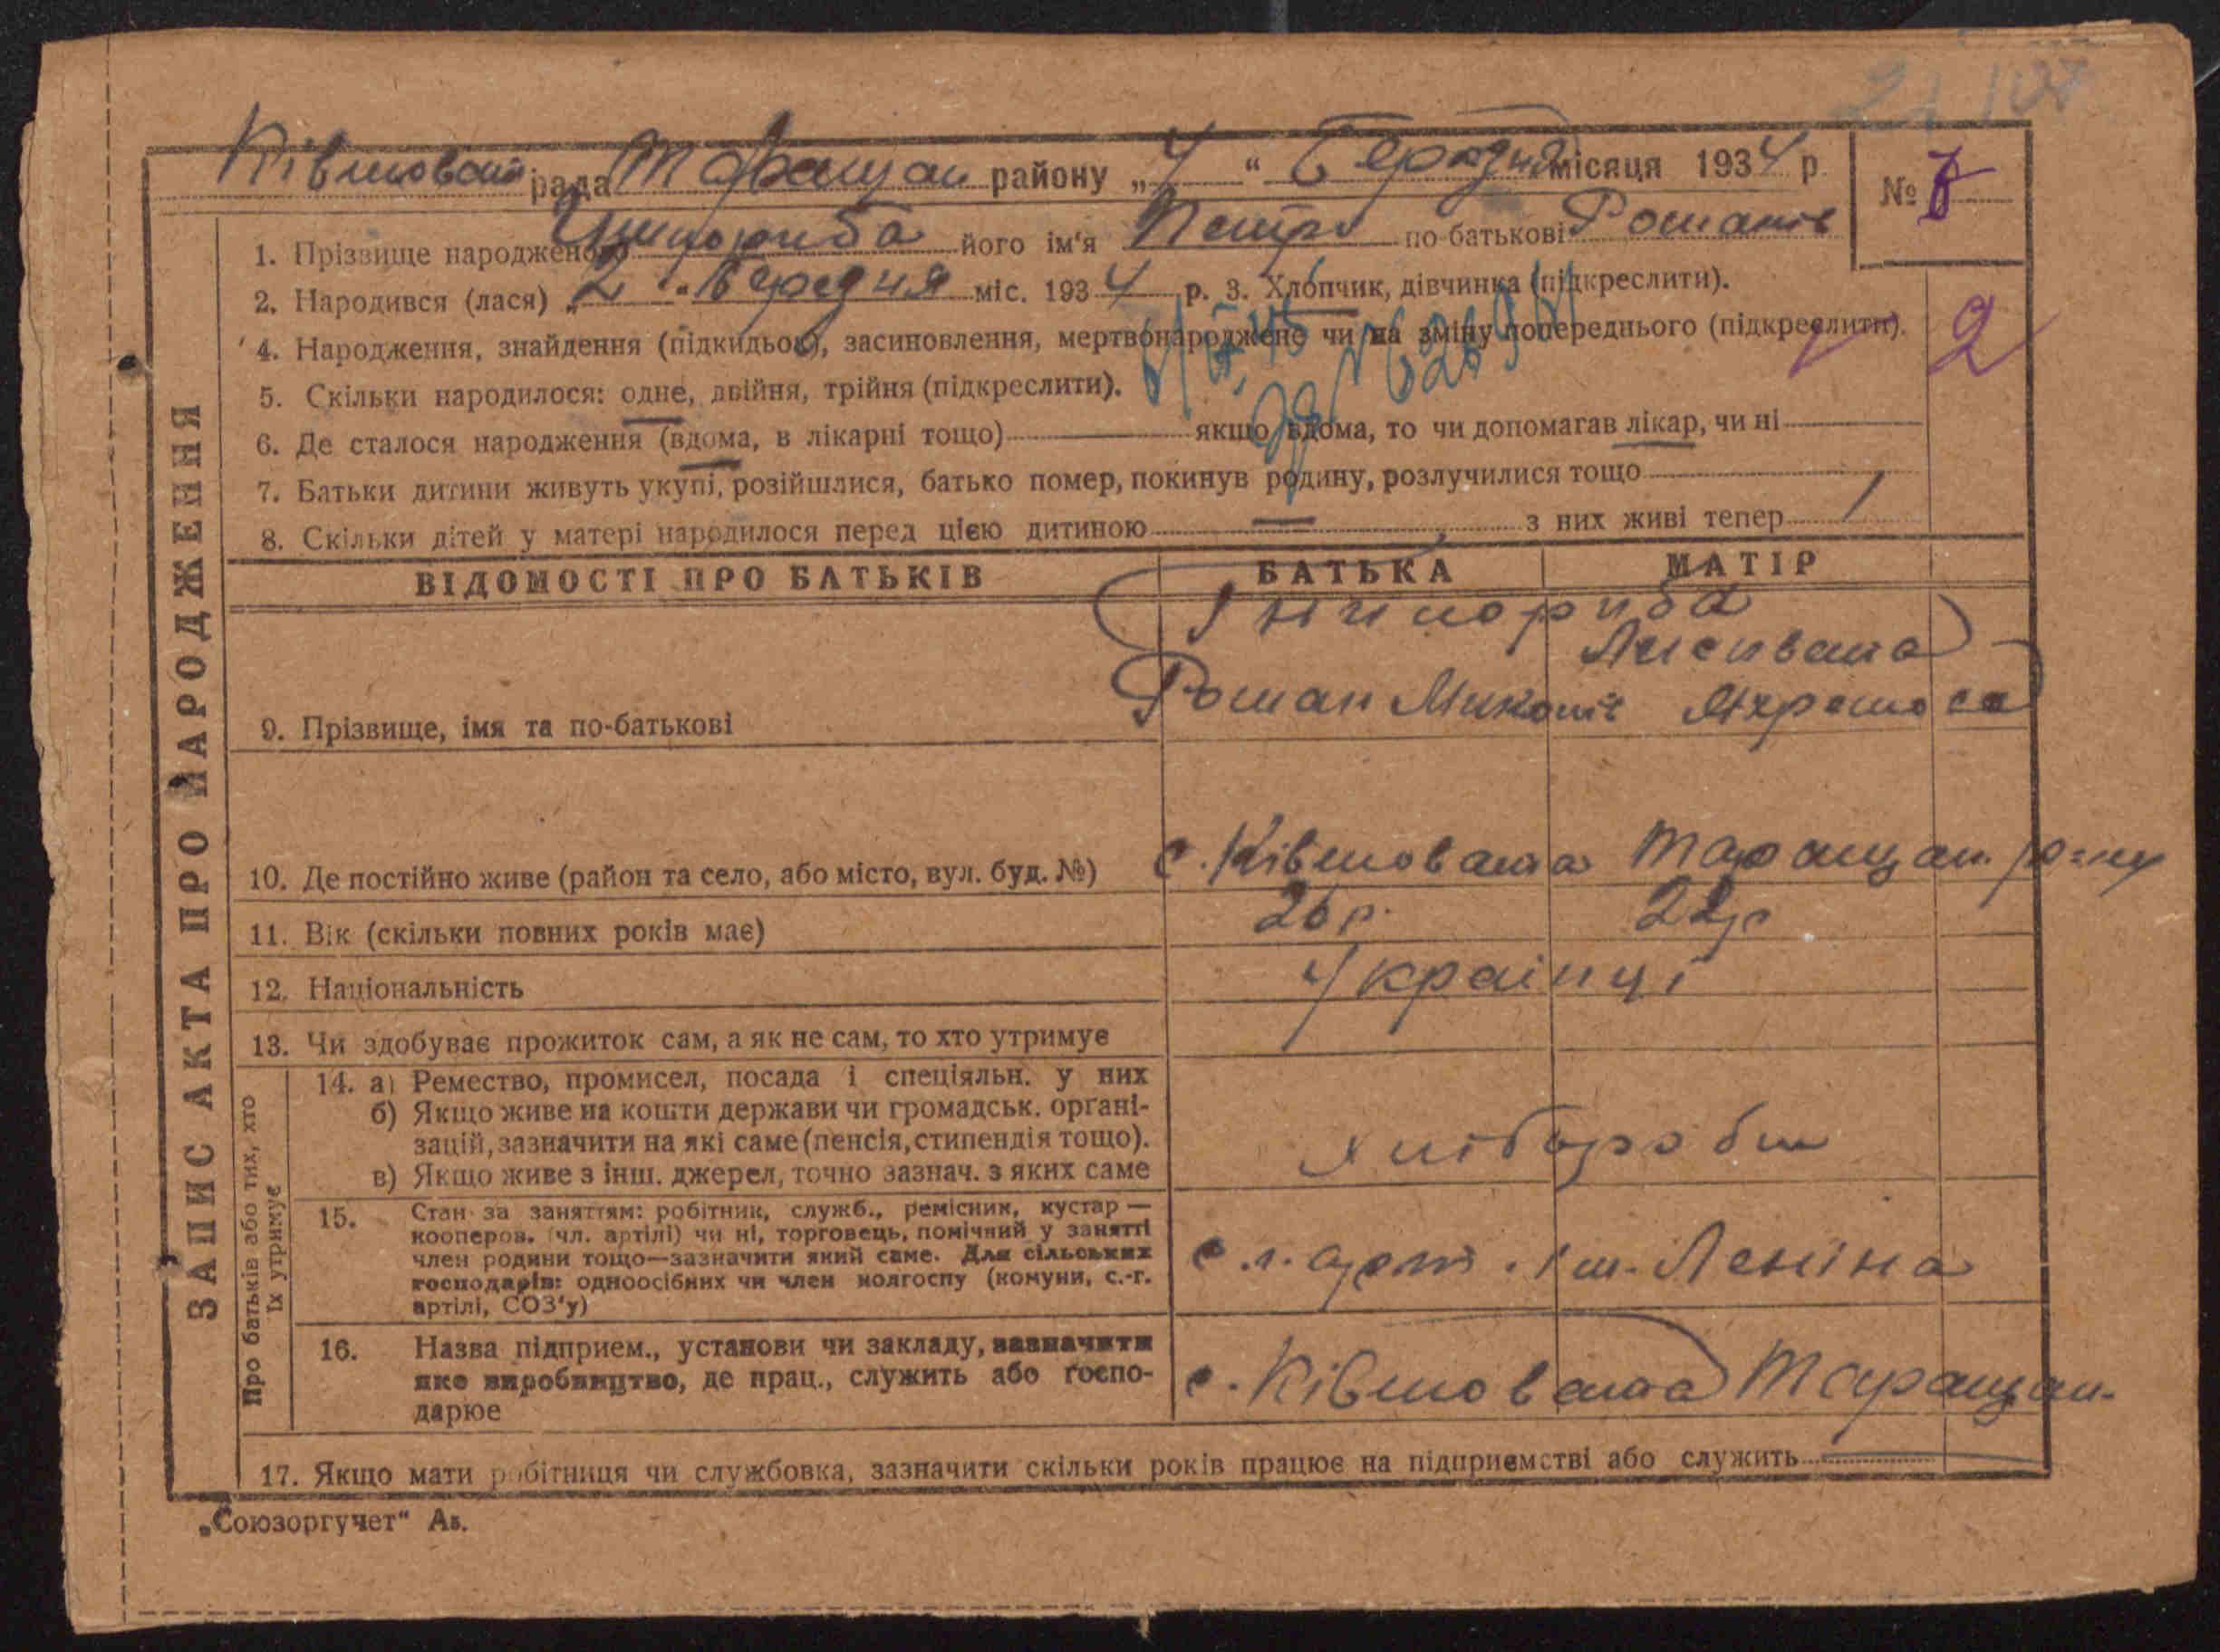 Ківшоват рада Таращан району „4“ Березня місяця 1934 р.
№ 7
1. Прізвище народженого його ім'я Петро по-батькові Романів
2. Народився (лася) „2“ Березня міс. 1934 р. 3. Хлопчик, дівчинка (підкреслити).
4. Народження, знайдення (підкидьок), засиновлення, мертвонароджене чи на зміну попереднього (підкреслити).
2
5. Скільки народилося: одне, двійня, трійня (підкреслити).
6. Де сталося народження (вдома, в лікарні тощо) якщо вдома, то чи допомагав лікар, чи ні
7. Батьки дитини живуть укупі, розійшлися, батько помер, покинув родину, розлучилися тощо
8. Скільки дітей у матері народилося перед цією дитиною — з них живі тепер /
ВІДОМОСТІ ПРО БАТЬКІВ БАТЬКА МАТІР
9. Прізвище, імя та по-батькові Роман
10. Де постійно живе (район та село, або місто, вул. буд. №) с. Ківшовата Таращан. р-ну
11. Вік (скільки повних років має) 26 р. 22 р
12. Національність Українці
13. Чи здобуває прожиток сам, а як не сам, то хто утримує
14. а) Ремество, промисел, посада і спеціяльн. у них
б) Якщо живе на кошти держави чи громадськ. органі-
зацій, зазначити на які саме (пенсія, стипендія тощо).
хлібороби
в) Якщо живе з інш. джерел, точно зазнач. з яких саме
15. Стан за заняттям: робітник, служб., ремісник, кустар —
кооперов. (чл. артілі) чи ні, торговець, помічний у занятті
член родини тощо—зазначити який саме. Для сільських
господарів: одноосібних чи член колгоспу (комуни, с.-г.
артілі, СОЗ'у)
с.г. арт. ім. Леніна
16. Назва підприєм., установи чи закладу, зазначити
яке виробництво, де прац., служить або госпо-
дарює
с. Ківшовата Таращан.
17. Якщо мати робітниця чи службовка, зазначити скільки років працює на підприємстві або служить
ЗАПИС АКТА ПРО НАРОДЖЕННЯ
Про батьків або тих, хто
їх утримує
„Союзоргучет“ Ав.